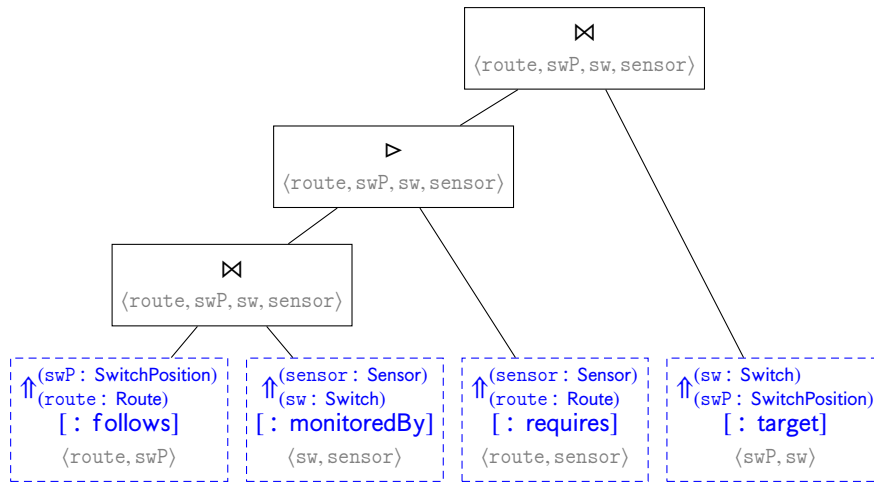 ⋈
⟨route, swP, sw, sensor⟩
▷
⟨route, swP, sw, sensor⟩
⋈
⟨route, swP, sw, sensor⟩
⇑(swP: SwitchPosition)
(route: Route)
[: follows]
⟨route, swP⟩
⇑(sensor: Sensor)
(sw: Switch)
[: monitoredBy]
⟨sw, sensor⟩
⇑(sensor: Sensor)
(route: Route)
[: requires]
⟨route, sensor⟩
⇑(sw: Switch)
(swP: SwitchPosition)
[: target]
⟨swP, sw⟩